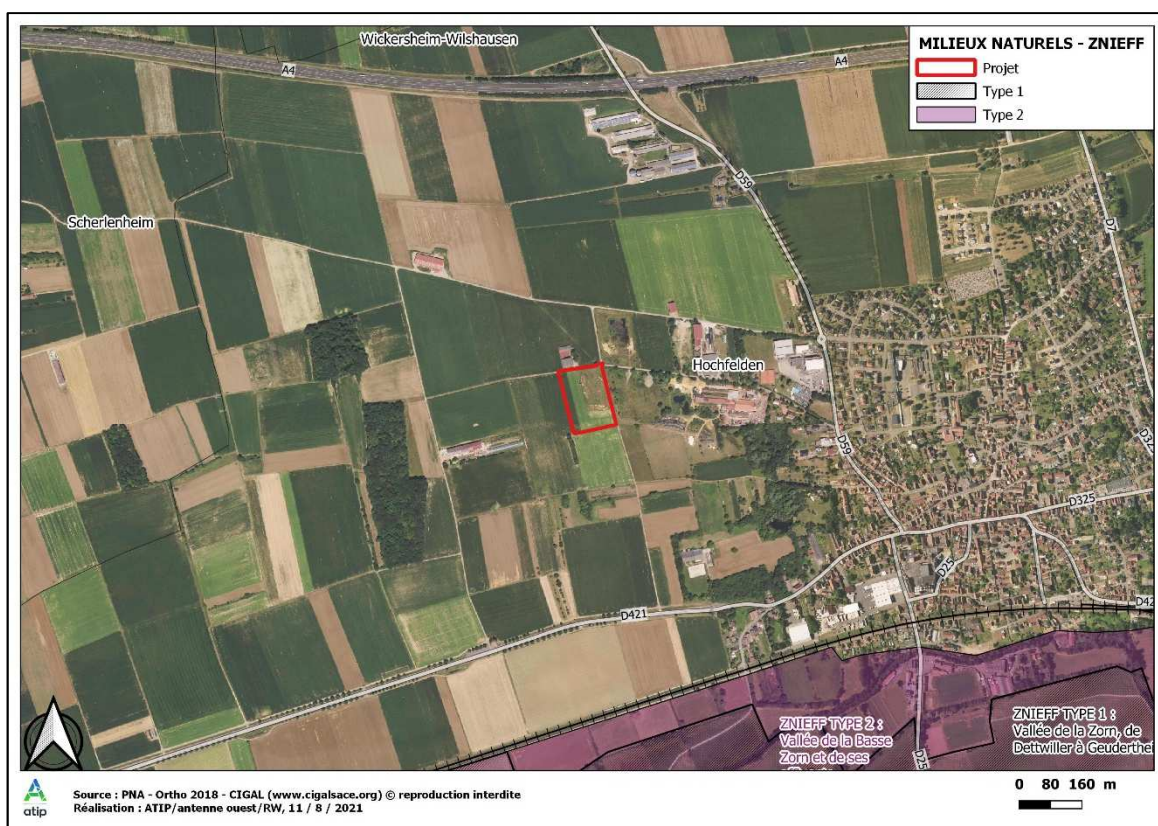 Wickersheim-Wilshausen
MILIEUX NATURELS - ZNIEFF
Projet
Type 1
Type 2
A4
A4
D59
D7
Scherlenheim
Hochfelden
D59
D325
D25
D421
ZNIEFF TYPE 2 :
Vallée de la Basse
Zorn et de ses
ZNIEFF TYPE 1 :
Vallée de la Zorn, de
Dettwiller à Geuderthei
D25
0 80 160 m
atip
Source : PNA - Ortho 2018 - CIGAL (www.cigalsace.org) © reproduction interdite
Réalisation : ATIP/antenne ouest/RW, 11 / 8 / 2021